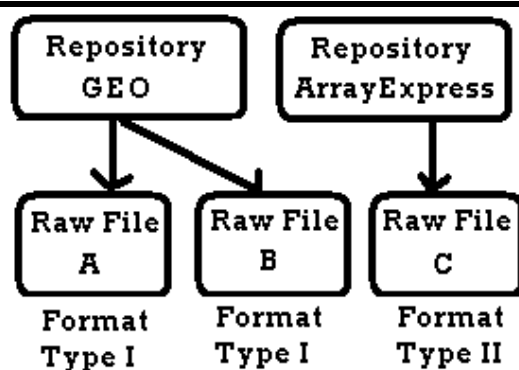 Repository
GEO
Repository
ArrayExpress
Raw File
A
Raw File
B
Raw File
C
Format
Type I
Format
Type I
Format
Type II